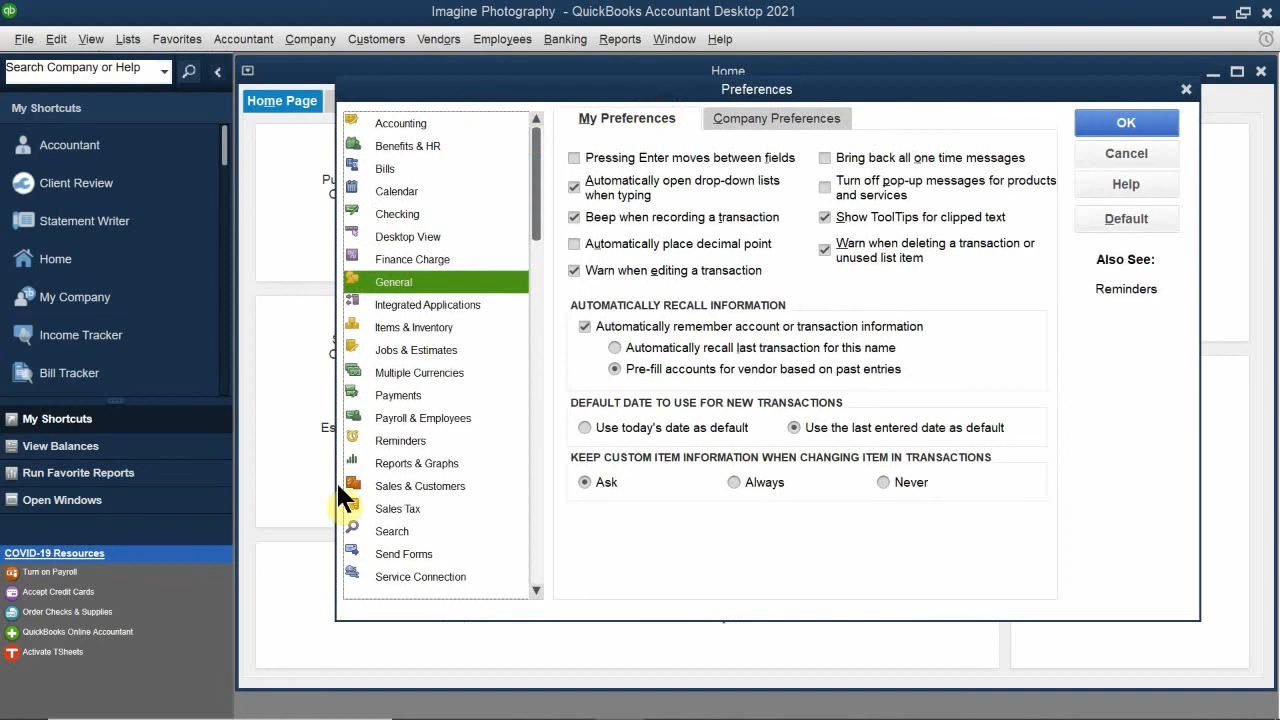 Imagine Photography - QuickBooks Accountant Desktop 2021
File Edit View Lists Favorites Accountant Company Customers Vendors Employees Banking Reports Window Help
Search Company or Help
My Shortcuts
Accountant
Client Review
Statement Writer
Home
My Company
Income Tracker
Bill Tracker
My Shortcuts
View Balances
Run Favorite Reports
Open Windows
COVID-19 Resources
Turn on Payroll
Accept Credit Cards
Order Checks & Supplies
QuickBooks Online Accountant
Activate TSheets
Home
Home Page
Preferences
Accounting
Benefits & HR
Bills
Calendar
Checking
Desktop View
Finance Charge
General
Integrated Applications
Items & Inventory
Jobs & Estimates
Multiple Currencies
Payments
Payroll & Employees
Reminders
Reports & Graphs
Sales & Customers
Sales Tax
Search
Send Forms
Service Connection
My Preferences
Company Preferences
Pressing Enter moves between fields
Automatically open drop-down lists
when typing
Beep when recording a transaction
Automatically place decimal point
Warn when editing a transaction
Bring back all one time messages
Turn off pop-up messages for products
and services
Show ToolTips for clipped text
Warn when deleting a transaction or
unused list item
AUTOMATICALLY RECALL INFORMATION
Automatically remember account or transaction information
Automatically recall last transaction for this name
Pre-fill accounts for vendor based on past entries
DEFAULT DATE TO USE FOR NEW TRANSACTIONS
Use today's date as default
Use the last entered date as default
KEEP CUSTOM ITEM INFORMATION WHEN CHANGING ITEM IN TRANSACTIONS
Ask
Always
Never
OK
Cancel
Help
Default
Also See:
Reminders